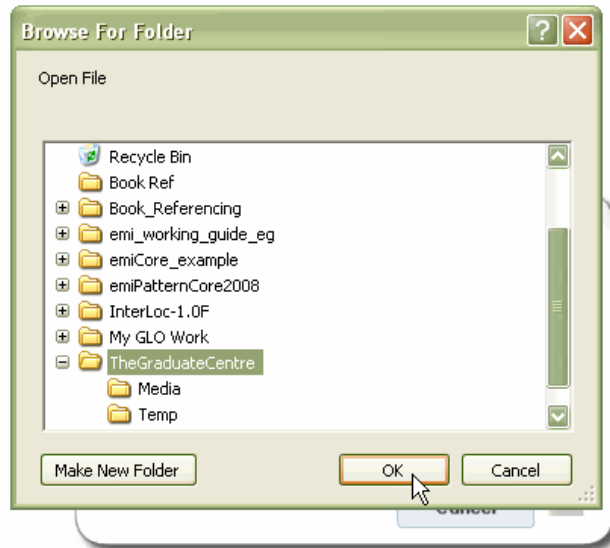 Browse For Folder
Open File
Recycle Bin
Book Ref
Book_Referencing
emi_working_guide_eg
emiCore_example
emiPatternCore2008
InterLoc-1.0F
My GLO Work
TheGraduateCentre
Media
Temp
Make New Folder
OK
Cancel
Cancel